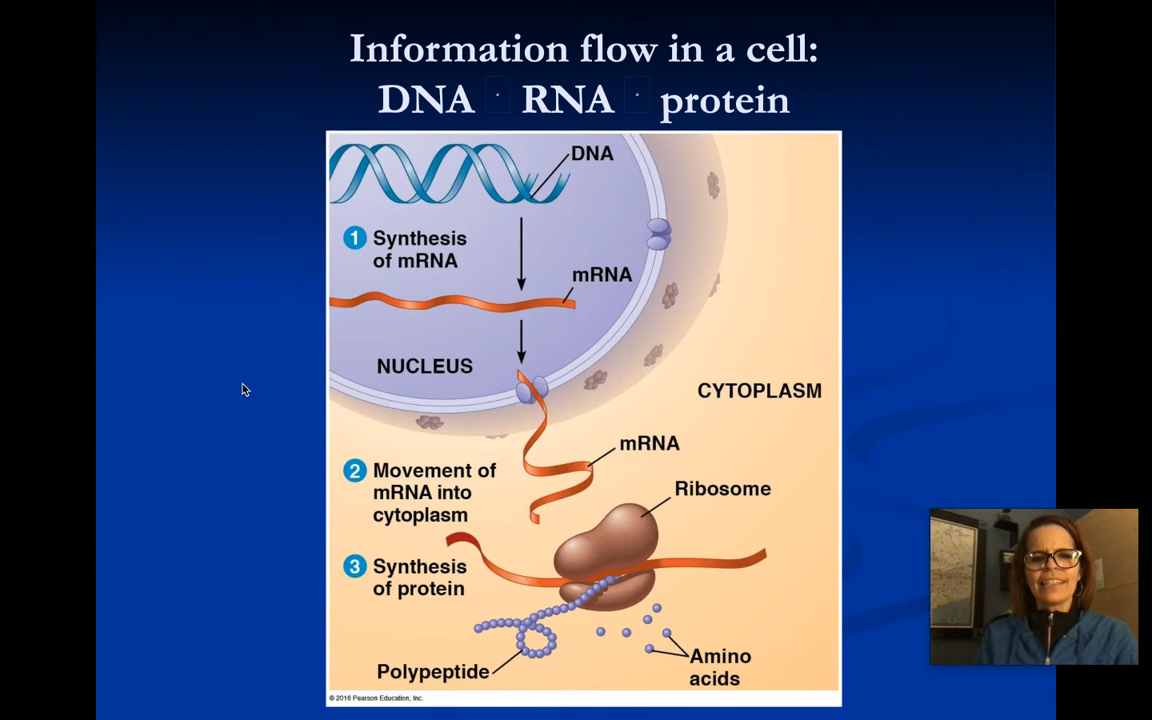 Information flow in a cell:
DNA · RNA · protein
DNA
1 Synthesis
of mRNA
mRNA
NUCLEUS
CYTOPLASM
mRNA
2 Movement of
mRNA into
cytoplasm
Ribosome
3 Synthesis
of protein
Polypeptide
Amino
acids
© 2016 Pearson Education, Inc.